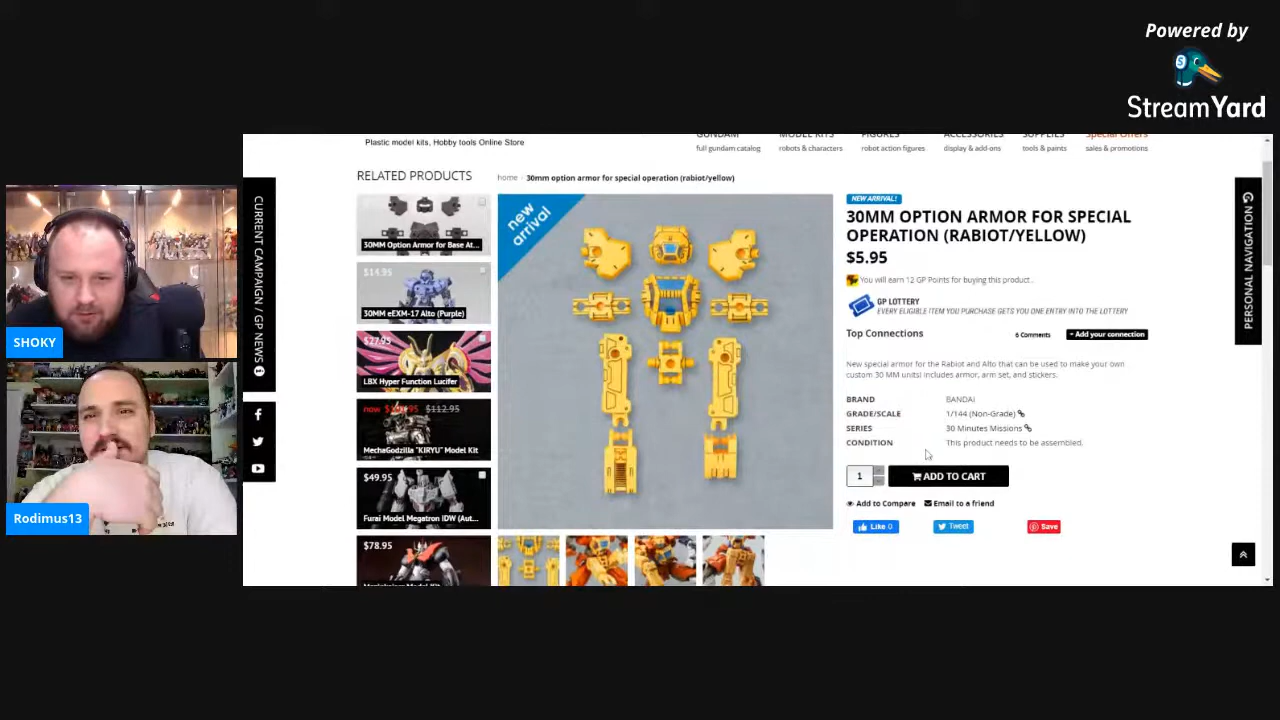 Powered by
StreamYard
Plastic model kits, Hobby tools Online Store
GUNDAM
full gundam catalog
MODEL KITS
robots & characters
FIGURES
robot action figures
ACCESSORIES
display & add-ons
SUPPLIES
tools & paints
Special Offers
sales & promotions
CURRENT CAMPAIGN / GP NEWS
PERSONAL NAVIGATION
RELATED PRODUCTS
home
30mm option armor for special operation (rabiot/yellow)
30MM Option Armor for Base At...
$14.95
30MM eEXM-17 Alto (Purple)
$27.95
LBX Hyper Function Lucifer
now
$112.95
MechaGodzilla "KIRYU" Model Kit
$49.95
Furai Model Megatron IDW (Aut...
$78.95
new
arrival
NEW ARRIVAL!
30MM OPTION ARMOR FOR SPECIAL
OPERATION (RABIOT/YELLOW)
$5.95
You will earn 12 GP Points for buying this product..
GP LOTTERY
EVERY ELIGIBLE ITEM YOU PURCHASE GETS YOU ONE ENTRY INTO THE LOTTERY
Top Connections
6 Comments
+ Add your connection
New special armor for the Rabiot and Alto that can be used to make your own
custom 30 MM units! Includes armor, arm set, and stickers.
BRAND BANDAI
GRADE/SCALE 1/144 (Non-Grade)
SERIES 30 Minutes Missions
CONDITION This product needs to be assembled.
1
ADD TO CART
Add to Compare
Email to a friend
Like 0
Tweet
Save
SHOKY
Rodimus13